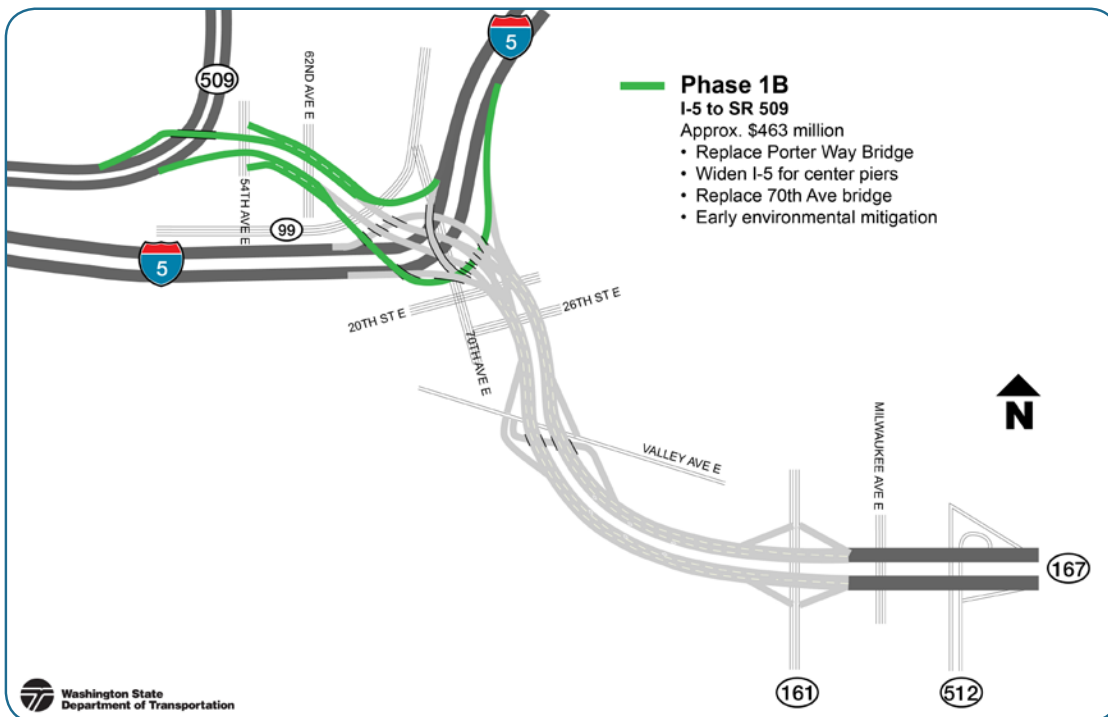 5
509
62ND AVE E
Phase 1B
I-5 to SR 509
Approx. $463 million
• Replace Porter Way Bridge
• Widen I-5 for center piers
• Replace 70th Ave bridge
• Early environmental mitigation
54TH AVE E
99
5
20TH ST E
26TH ST E
70TH AVE E
N
MILWAUKEE AVE E
VALLEY AVE E
167
161
512
Washington State
Department of Transportation